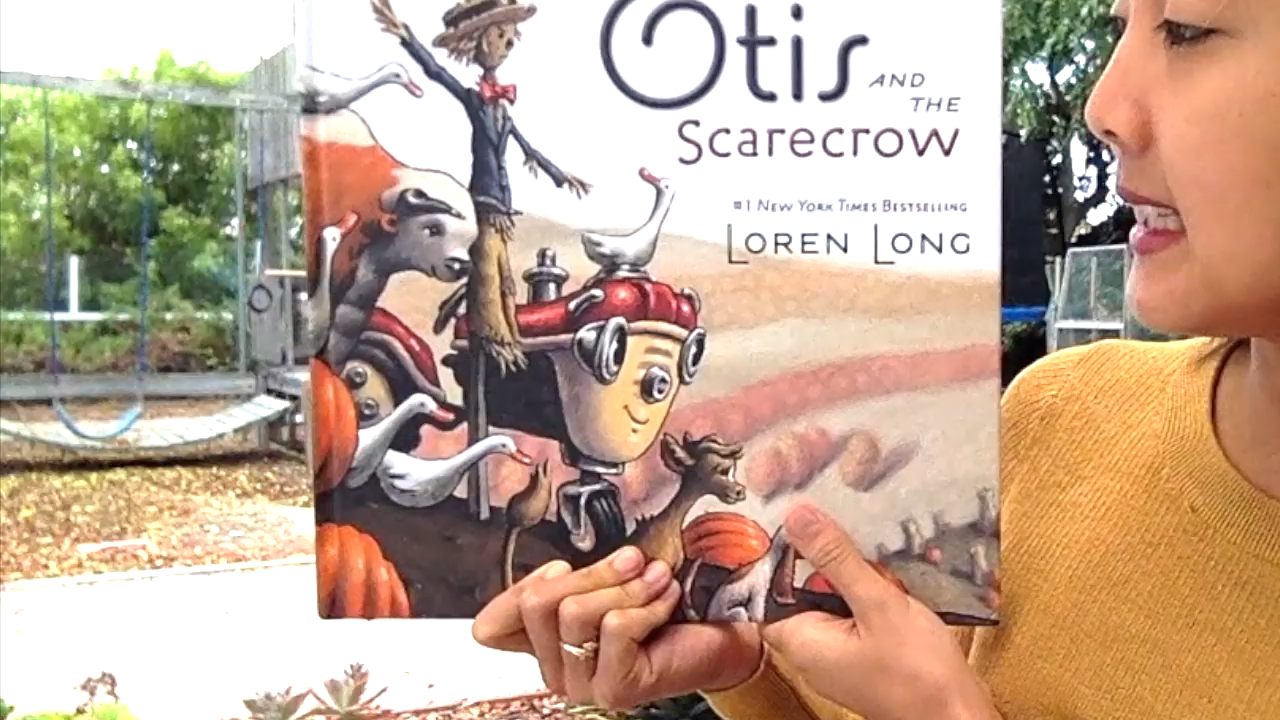 Otis
AND
THE
Scarecrow
#1 NEW YORK TIMES BESTSELLING
LOREN LONG